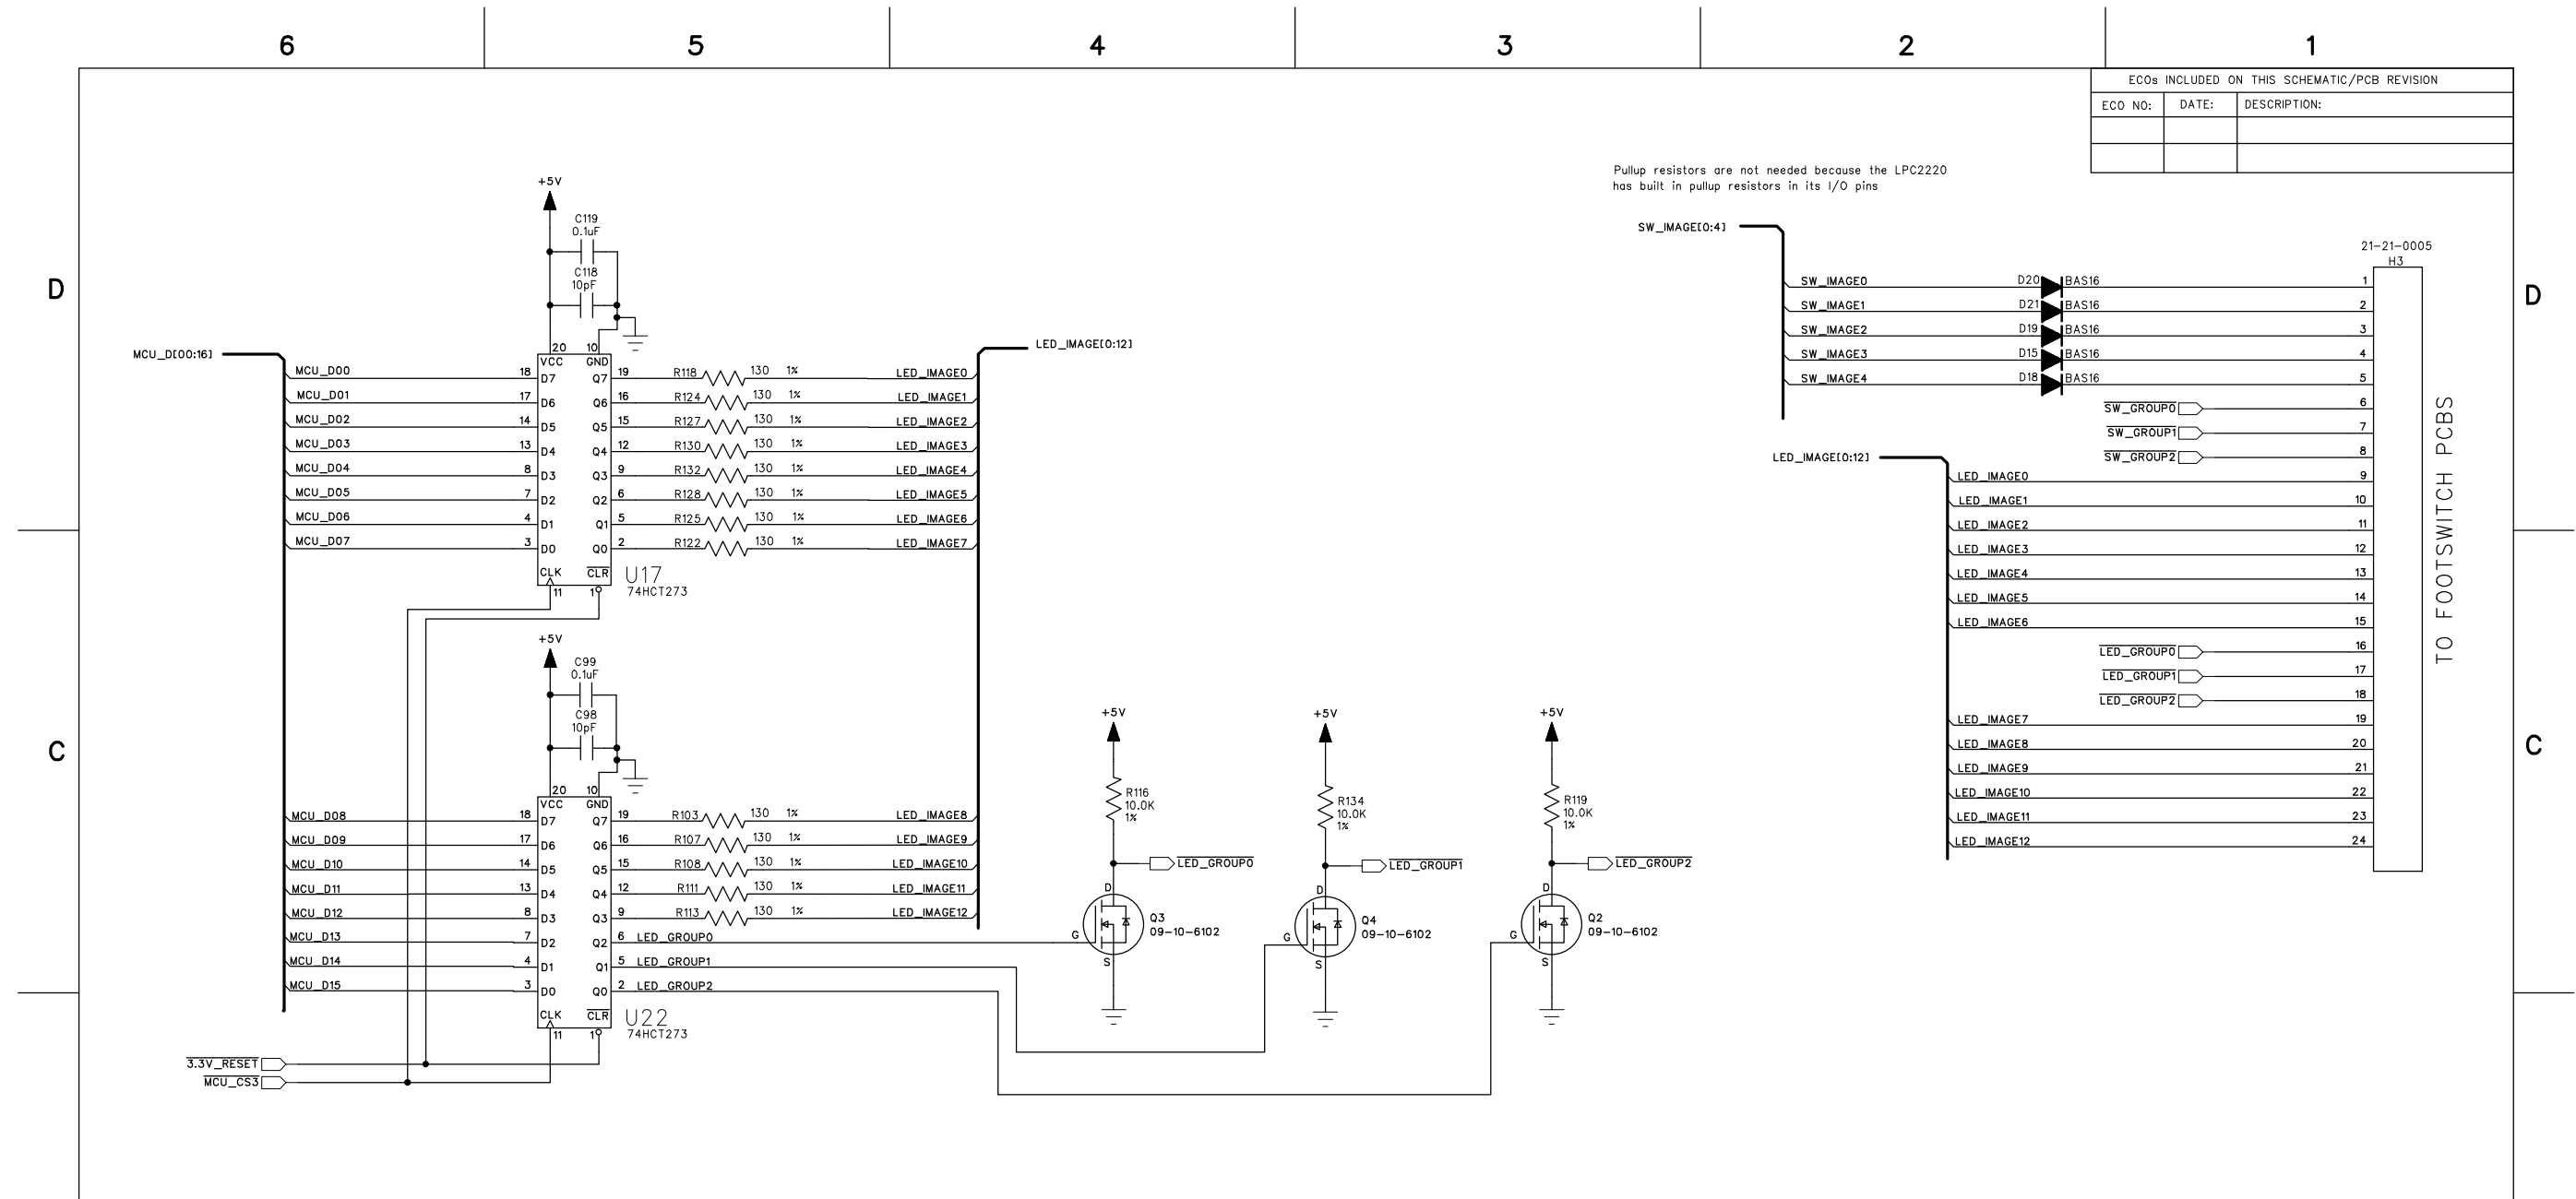 6 5 4 3 2 1
ECOs INCLUDED ON THIS SCHEMATIC/PCB REVISION
ECO NO: DATE: DESCRIPTION:
Pullup resistors are not needed because the LPC2220
has built in pullup resistors in its I/O pins
D
D
C
C
MCU_D[00:16]
MCU_D00
MCU_D01
MCU_D02
MCU_D03
MCU_D04
MCU_D05
MCU_D06
MCU_D07
+5V
C119
0.1uF
C118
10pF
20 10
VCC GND
18 D7 Q7 19
17 D6 Q6 16
14 D5 Q5 15
13 D4 Q4 12
8 D3 Q3 9
7 D2 Q2 6
4 D1 Q1 5
3 D0 Q0 2
CLK CLR
11 1
U17
74HCT273
R118 130 1% LED_IMAGE0
R124 130 1% LED_IMAGE1
R127 130 1% LED_IMAGE2
R130 130 1% LED_IMAGE3
R132 130 1% LED_IMAGE4
R128 130 1% LED_IMAGE5
R125 130 1% LED_IMAGE6
R122 130 1% LED_IMAGE7
LED_IMAGE[0:12]
+5V
C99
0.1uF
C98
10pF
20 10
VCC GND
MCU_D08
MCU_D09
MCU_D10
MCU_D11
MCU_D12
MCU_D13
MCU_D14
MCU_D15
18 D7 Q7 19
17 D6 Q6 16
14 D5 Q5 15
13 D4 Q4 12
8 D3 Q3 9
7 D2 Q2 6
4 D1 Q1 5
3 D0 Q0 2
CLK CLR
11 1
U22
74HCT273
R103 130 1% LED_IMAGE8
R107 130 1% LED_IMAGE9
R108 130 1% LED_IMAGE10
R111 130 1% LED_IMAGE11
R113 130 1% LED_IMAGE12
LED_GROUP0
LED_GROUP1
LED_GROUP2
3.3V_RESET
MCU_CS3
+5V
R116
10.0K
1%
LED_GROUP0
D
G
S
Q3
09-10-6102
+5V
R134
10.0K
1%
LED_GROUP1
D
G
S
Q4
09-10-6102
+5V
R119
10.0K
1%
LED_GROUP2
D
G
S
Q2
09-10-6102
SW_IMAGE[0:4]
21-21-0005
H3
SW_IMAGE0 D20 BAS16 1
SW_IMAGE1 D21 BAS16 2
SW_IMAGE2 D19 BAS16 3
SW_IMAGE3 D15 BAS16 4
SW_IMAGE4 D18 BAS16 5
SW_GROUP0 6
SW_GROUP1 7
SW_GROUP2 8
LED_IMAGE[0:12]
LED_IMAGE0 9
LED_IMAGE1 10
LED_IMAGE2 11
LED_IMAGE3 12
LED_IMAGE4 13
LED_IMAGE5 14
LED_IMAGE6 15
LED_GROUP0 16
LED_GROUP1 17
LED_GROUP2 18
LED_IMAGE7 19
LED_IMAGE8 20
LED_IMAGE9 21
LED_IMAGE10 22
LED_IMAGE11 23
LED_IMAGE12 24
TO FOOTSWITCH PCBS